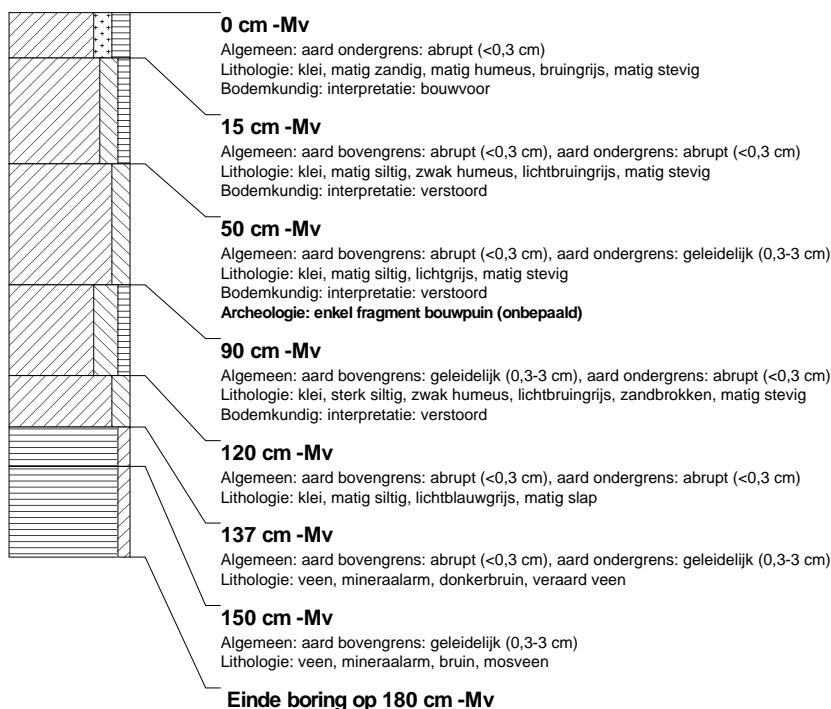 0 cm -Mv
Algemeen: aard ondergrens: abrupt (<0,3 cm)
Lithologie: klei, matig zandig, matig humeus, bruingrijs, matig stevig
Bodemkundig: interpretatie: bouwvoor
15 cm -Mv
Algemeen: aard bovengrens: abrupt (<0,3 cm), aard ondergrens: abrupt (<0,3 cm)
Lithologie: klei, matig siltig, zwak humeus, lichtbruingrijs, matig stevig
Bodemkundig: interpretatie: verstoord
50 cm -Mv
Algemeen: aard bovengrens: abrupt (<0,3 cm), aard ondergrens: geleidelijk (0,3-3 cm)
Lithologie: klei, matig siltig, lichtgrijs, matig stevig
Bodemkundig: interpretatie: verstoord
Archeologie: enkel fragment bouwpuin (onbepaald)
90 cm -Mv
Algemeen: aard bovengrens: geleidelijk (0,3-3 cm), aard ondergrens: abrupt (<0,3 cm)
Lithologie: klei, sterk siltig, zwak humeus, lichtbruingrijs, zandbrokken, matig stevig
Bodemkundig: interpretatie: verstoord
120 cm -Mv
Algemeen: aard bovengrens: abrupt (<0,3 cm), aard ondergrens: abrupt (<0,3 cm)
Lithologie: klei, matig siltig, lichtblauwgrijs, matig slap
137 cm -Mv
Algemeen: aard bovengrens: abrupt (<0,3 cm), aard ondergrens: geleidelijk (0,3-3 cm)
Lithologie: veen, mineraalarm, donkerbruin, veraard veen
150 cm -Mv
Algemeen: aard bovengrens: geleidelijk (0,3-3 cm)
Lithologie: veen, mineraalarm, bruin, mosveen
Einde boring op 180 cm -Mv